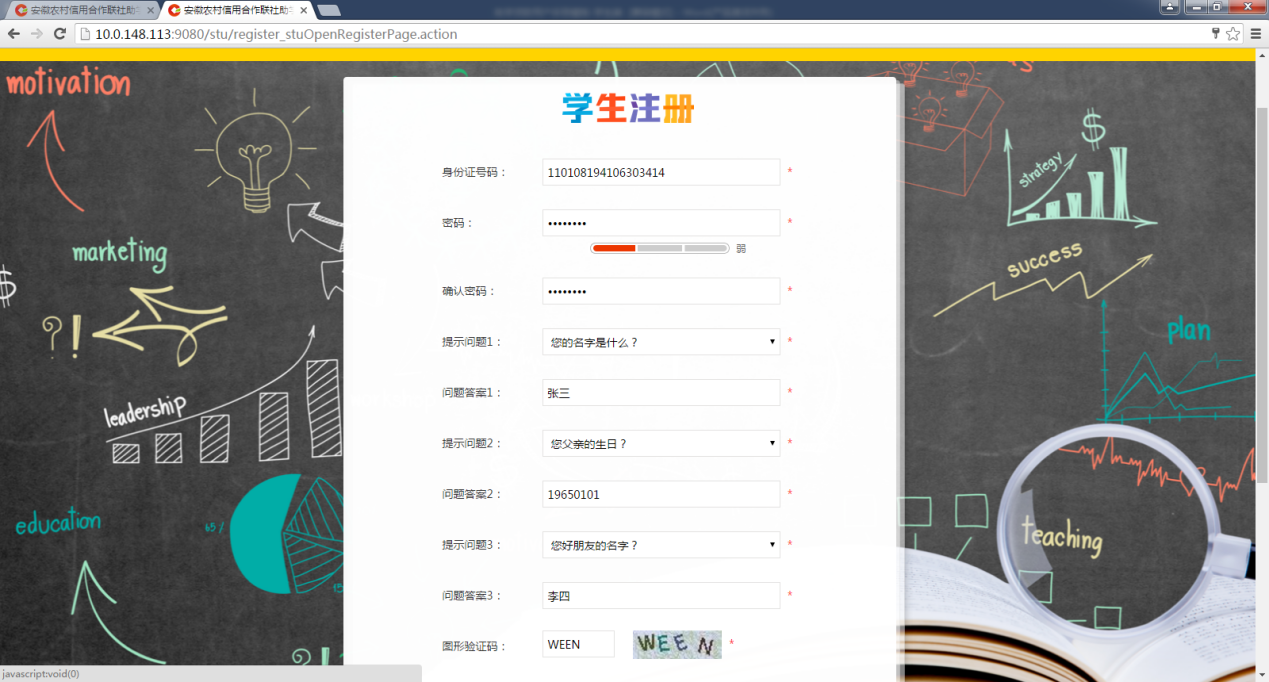 安徽农村信用合作联社助
安徽农村信用合作联社助
10.0.148.113:9080/stu/register_stuOpenRegisterPage.action
motivation
marketing
$
?!
leadership
education
65 /
15
?!
$
strategy
success
plan
teaching
学生注册
身份证号码：
110108194106303414
*
密码：
••••••••
*
弱
确认密码：
••••••••
*
提示问题1：
您的名字是什么？
*
问题答案1：
张三
*
提示问题2：
您父亲的生日？
*
问题答案2：
19650101
*
提示问题3：
您好朋友的名字？
*
问题答案3：
李四
*
图形验证码：
WEEN
WEEN
*
javascript:void(0)